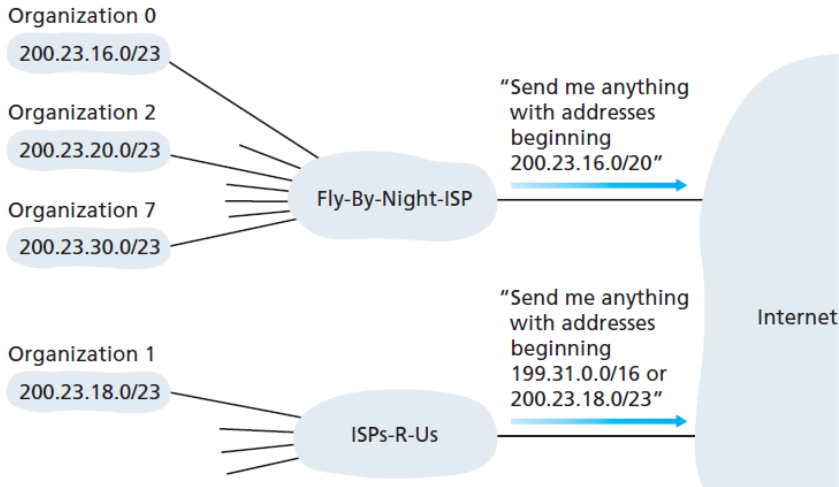 Organization 0
200.23.16.0/23
Organization 2
200.23.20.0/23
Organization 7
200.23.30.0/23
Fly-By-Night-ISP
"Send me anything
with addresses
beginning
200.23.16.0/20"
Organization 1
200.23.18.0/23
ISPs-R-Us
"Send me anything
with addresses
beginning
199.31.0.0/16 or
200.23.18.0/23"
Internet